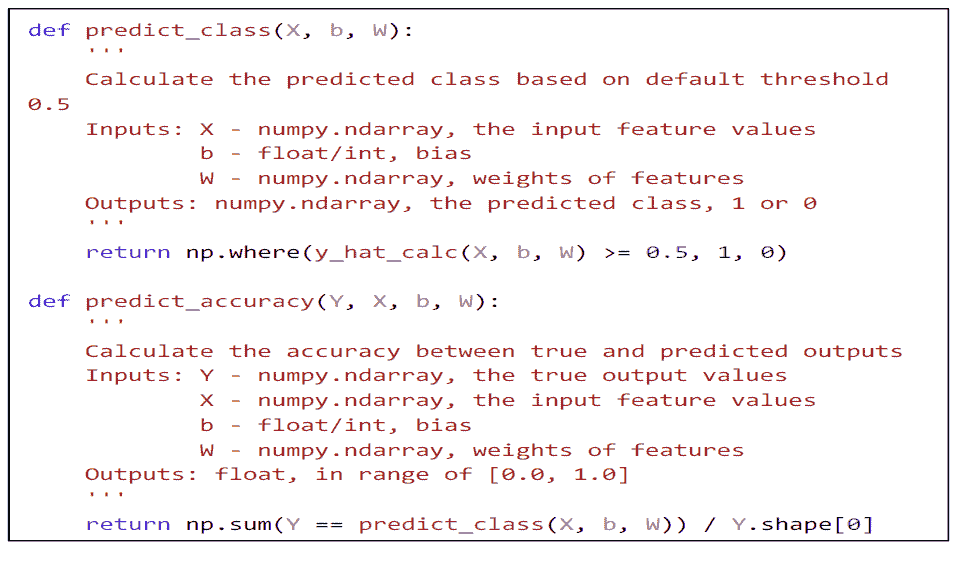 def predict_class(X, b, W):
    '''
    Calculate the predicted class based on default threshold
0.5
    Inputs: X - numpy.ndarray, the input feature values
            b - float/int, bias
            W - numpy.ndarray, weights of features
    Outputs: numpy.ndarray, the predicted class, 1 or 0
    '''
    return np.where(y_hat_calc(X, b, W) >= 0.5, 1, 0)

def predict_accuracy(Y, X, b, W):
    '''
    Calculate the accuracy between true and predicted outputs
    Inputs: Y - numpy.ndarray, the true output values
            X - numpy.ndarray, the input feature values
            b - float/int, bias
            W - numpy.ndarray, weights of features
    Outputs: float, in range of [0.0, 1.0]
    '''
    return np.sum(Y == predict_class(X, b, W)) / Y.shape[0]